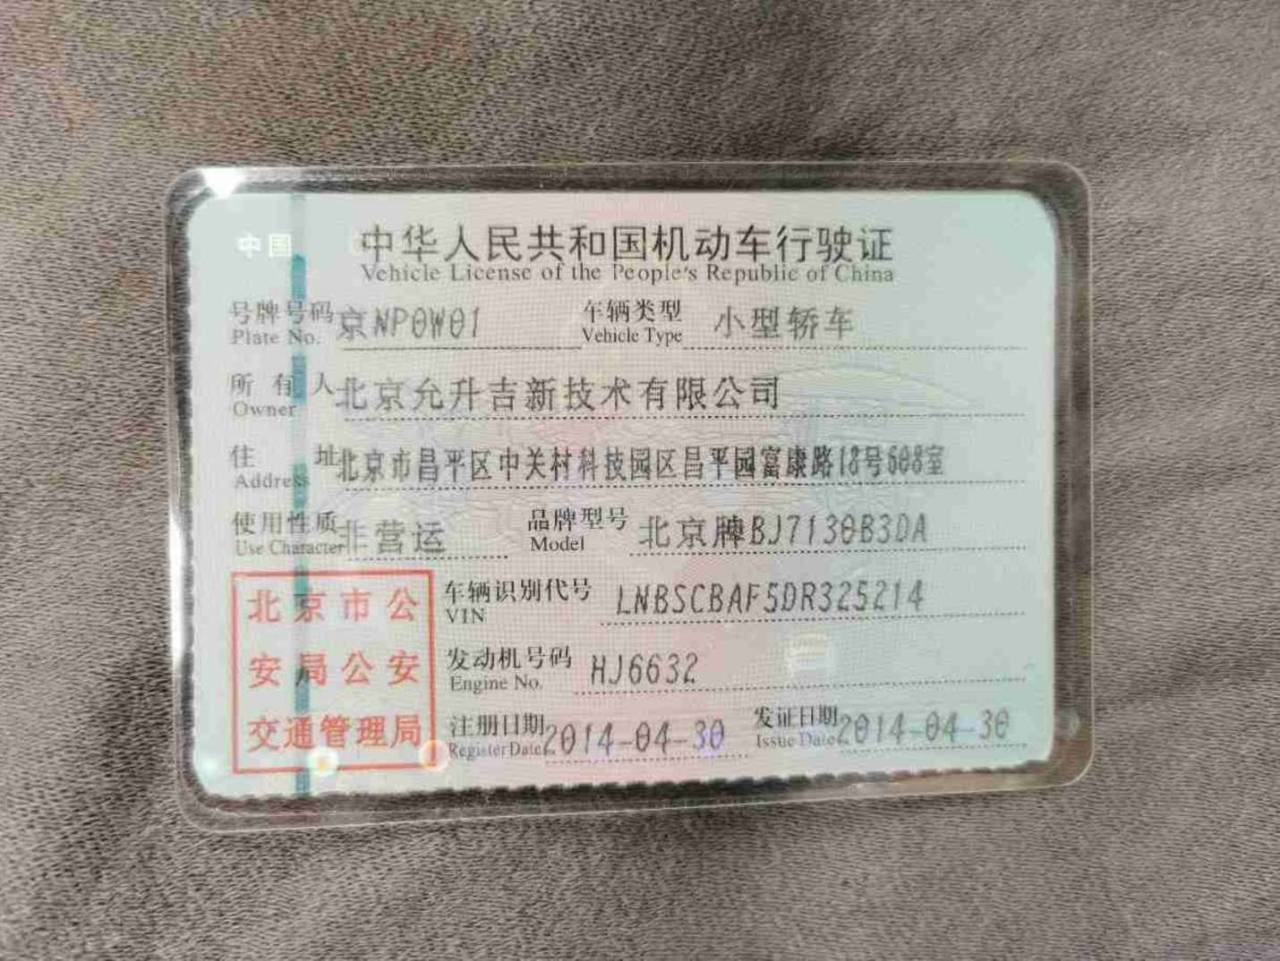 中国
中华人民共和国机动车行驶证
Vehicle License of the People's Republic of China
号牌号码 京NP0W01 车辆类型 小型轿车
Plate No. Vehicle Type
所有人 北京允升吉新技术有限公司
Owner
住址 北京市昌平区中关村科技园区昌平园富康路18号608室
Address
使用性质 非营运 品牌型号 北京牌BJ7130B3DA
Use Character Model
北京市公
安局公安
交通管理局
车辆识别代号 LNBSCBAF5DR325214
VIN
发动机号码 HJ6632
Engine No.
注册日期 2014-04-30 发证日期 2014-04-30
Register Date Issue Date